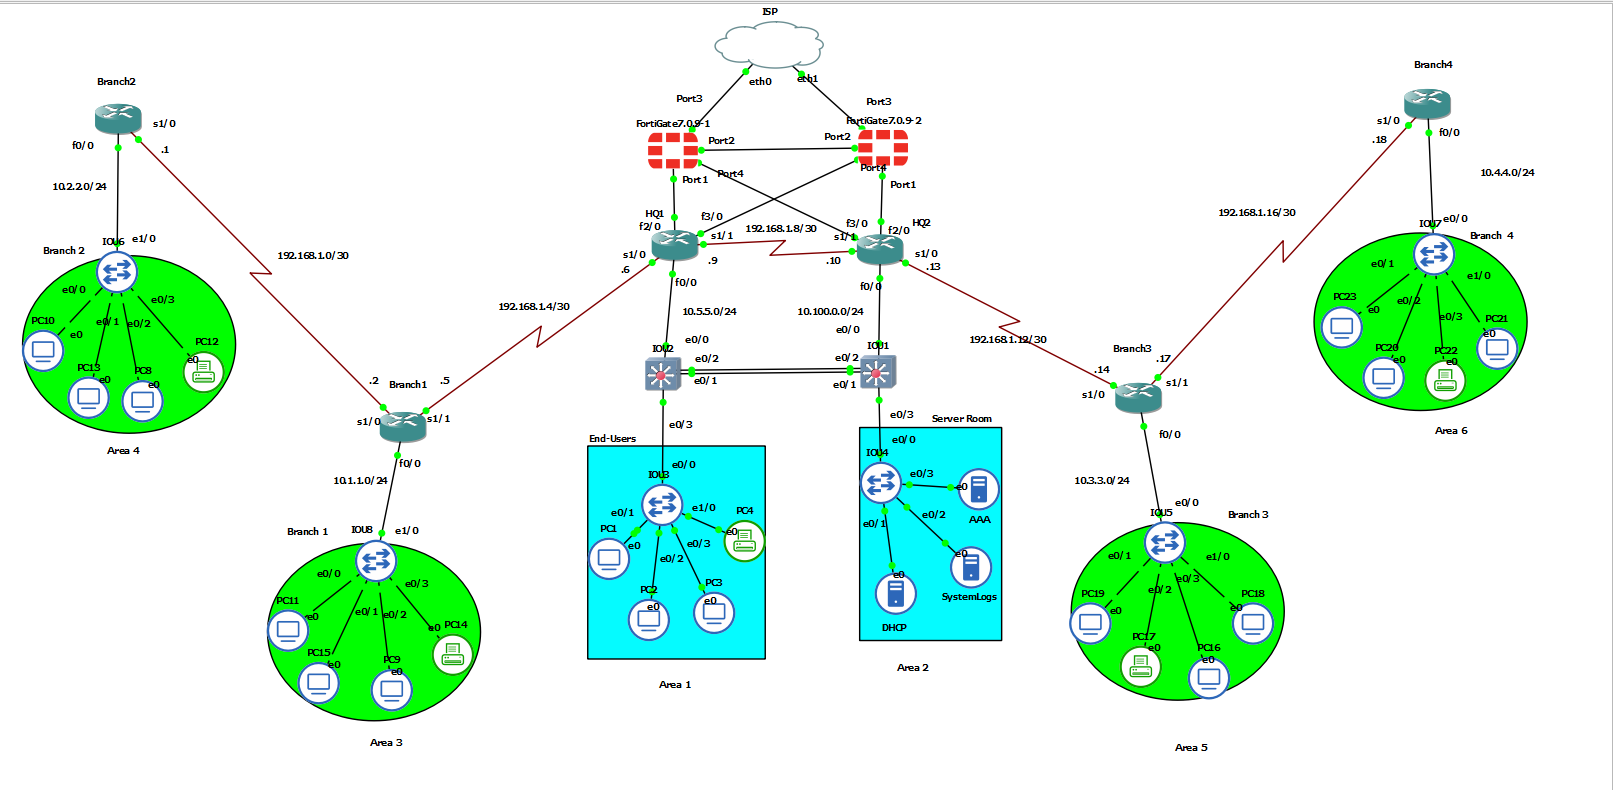 ISP
eth0
eth1
Port3
Port3
FortiGate7.0.9-1
FortiGate7.0.9-2
Port2
Port2
Port4
Port4
Port1
Port1
Branch2
s1/0
f0/0
.1
10.2.2.0/24
192.168.1.0/30
Branch4
s1/0
f0/0
.18
10.4.4.0/24
192.168.1.16/30
HQ1
f2/0
f3/0
s1/1
s1/0
.6
.9
f0/0
192.168.1.8/30
HQ2
f3/0
f2/0
s1/1
s1/0
.10
.13
f0/0
192.168.1.4/30
10.5.5.0/24
10.100.0.0/24
192.168.1.12/30
IOU6
e1/0
Branch 2
e0/0
e0/1
e0/2
e0/3
PC10
e0
PC13
e0
PC8
e0
PC12
e0
Area 4
IOU7
e0/0
Branch 4
e0/1
e0/2
e0/3
e1/0
PC23
e0
PC20
e0
PC22
e0
PC21
e0
Area 6
e0/0
IOU2
e0/2
e0/1
e0/3
e0/0
IOU1
e0/2
e0/1
e0/3
.2
Branch1
.5
s1/0
s1/1
f0/0
10.1.1.0/24
Branch 1
IOU8
e1/0
e0/0
e0/1
e0/2
e0/3
PC11
e0
PC15
e0
PC9
e0
PC14
e0
Area 3
End-Users
e0/0
IOU3
e0/1
e0/2
e0/3
e1/0
PC1
e0
PC2
e0
PC3
e0
PC4
e0
Area 1
Server Room
e0/0
IOU4
e0/3
e0/2
e0/1
e0
AAA
e0
SystemLogs
e0
DHCP
Area 2
Branch3
.17
.14
s1/1
s1/0
f0/0
10.3.3.0/24
e0/0
IOU5
Branch 3
e0/1
e0/2
e0/3
e1/0
PC19
e0
PC17
e0
PC16
e0
PC18
e0
Area 5